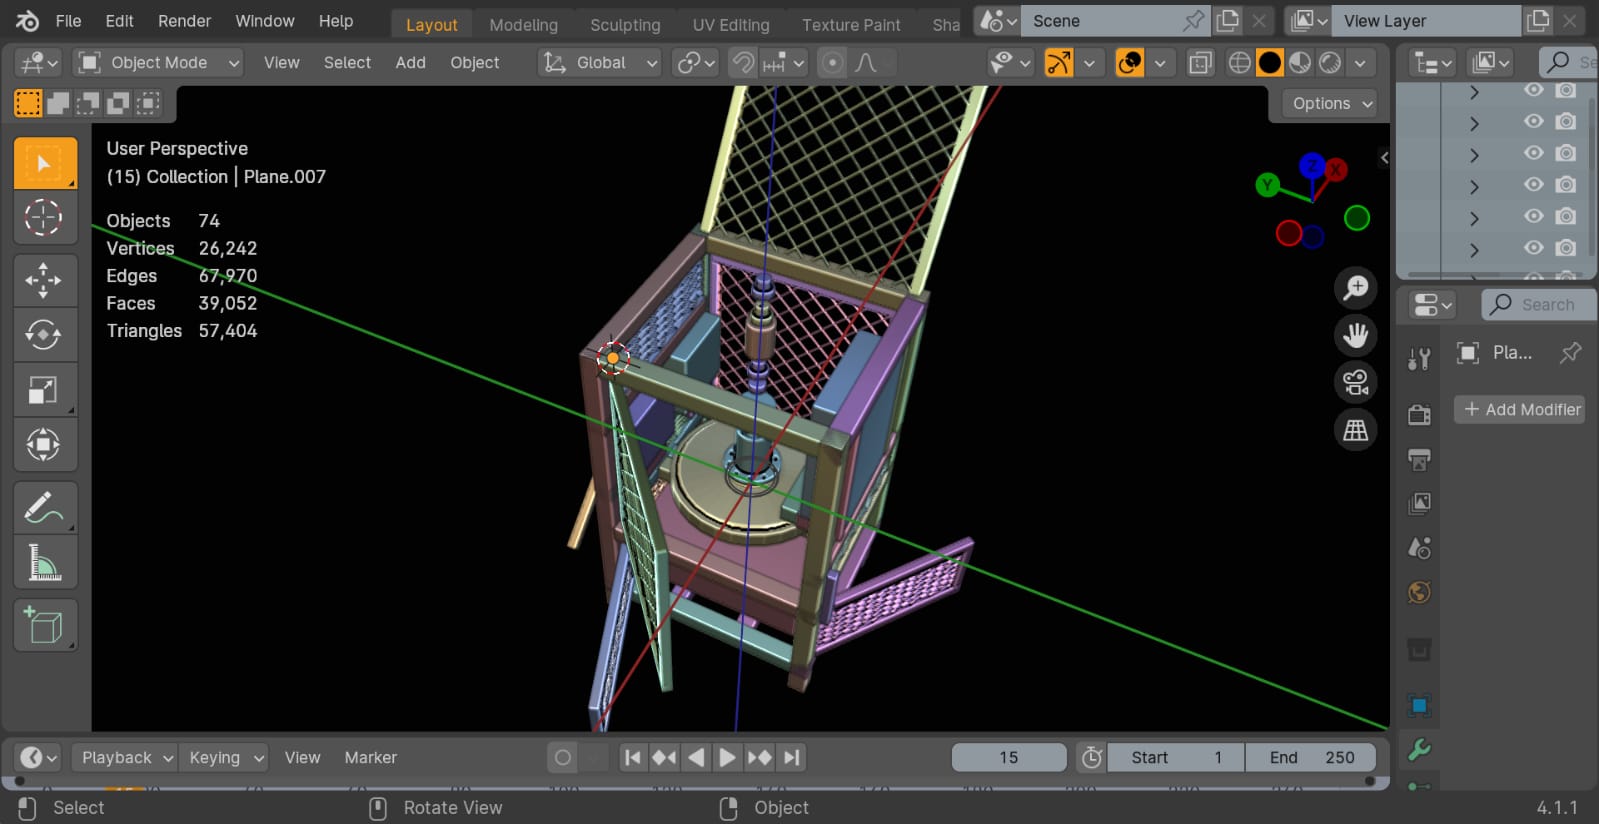 File Edit Render Window Help Layout Modeling Sculpting UV Editing Texture Paint Sha Scene View Layer
Object Mode View Select Add Object Global Se
Options
User Perspective
(15) Collection | Plane.007
Objects 74
Vertices 26,242
Edges 67,970
Faces 39,052
Triangles 57,404
Z X Y
Search
Pla...
+ Add Modifier
Playback Keying View Marker 15 Start 1 End 250
Select Rotate View Object 4.1.1